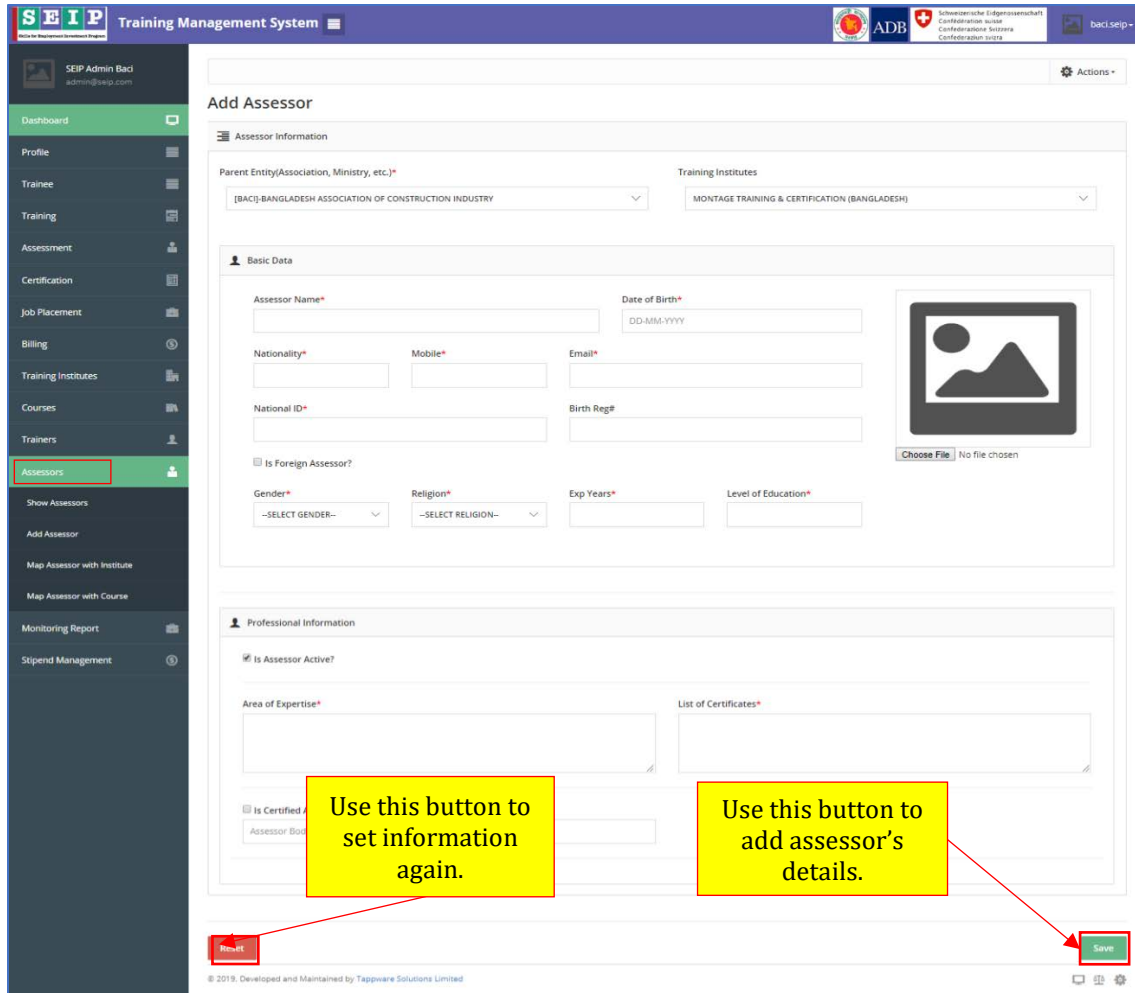 SEIP
Skills for Employment Investment Program
Training Management System
ADB
Schweizerische Eidgenossenschaft
Confédération suisse
Confederazione Svizzera
Confederaziun svizra
baci.seip
SEIP Admin Baci
admin@seip.com
Actions
Dashboard
Profile
Trainee
Training
Assessment
Certification
Job Placement
Billing
Training Institutes
Courses
Trainers
Assessors
Show Assessors
Add Assessor
Map Assessor with Institute
Map Assessor with Course
Monitoring Report
Stipend Management
Add Assessor
Assessor Information
Parent Entity(Association, Ministry, etc.)*
Training Institutes
[BACI]-BANGLADESH ASSOCIATION OF CONSTRUCTION INDUSTRY
MONTAGE TRAINING & CERTIFICATION (BANGLADESH)
Basic Data
Assessor Name*
Date of Birth*
DD-MM-YYYY
Nationality*
Mobile*
Email*
National ID*
Birth Reg#
Choose File No file chosen
Is Foreign Assessor?
Gender*
Religion*
Exp Years*
Level of Education*
--SELECT GENDER--
--SELECT RELIGION--
Professional Information
Is Assessor Active?
Area of Expertise*
List of Certificates*
Is Certified
Assessor
Use this button to
set information
again.
Use this button to
add assessor’s
details.
Reset
Save
© 2019, Developed and Maintained by Tappware Solutions Limited